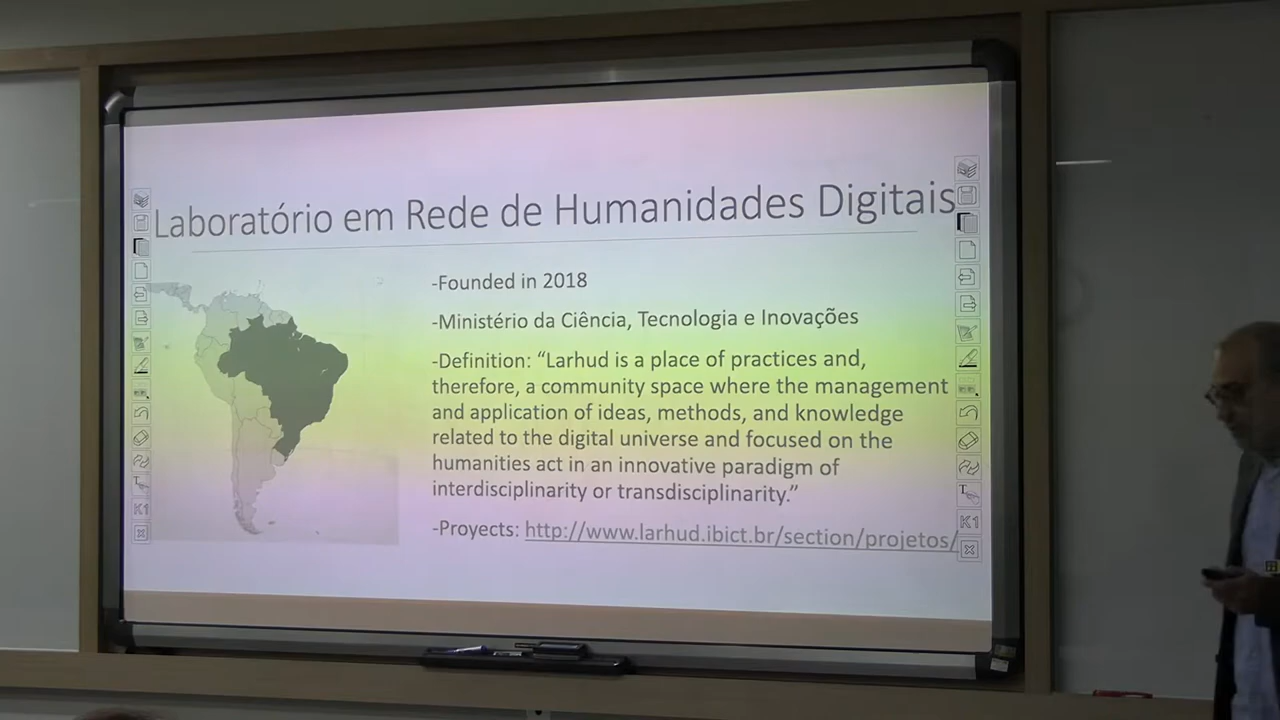 Laboratório em Rede de Humanidades Digitais
-Founded in 2018
-Ministério da Ciência, Tecnologia e Inovações
-Definition: “Larhud is a place of practices and,
therefore, a community space where the management
and application of ideas, methods, and knowledge
related to the digital universe and focused on the
humanities act in an innovative paradigm of
interdisciplinarity or transdisciplinarity.”
-Proyects: http://www.larhud.ibict.br/section/projetos/
K1
K1